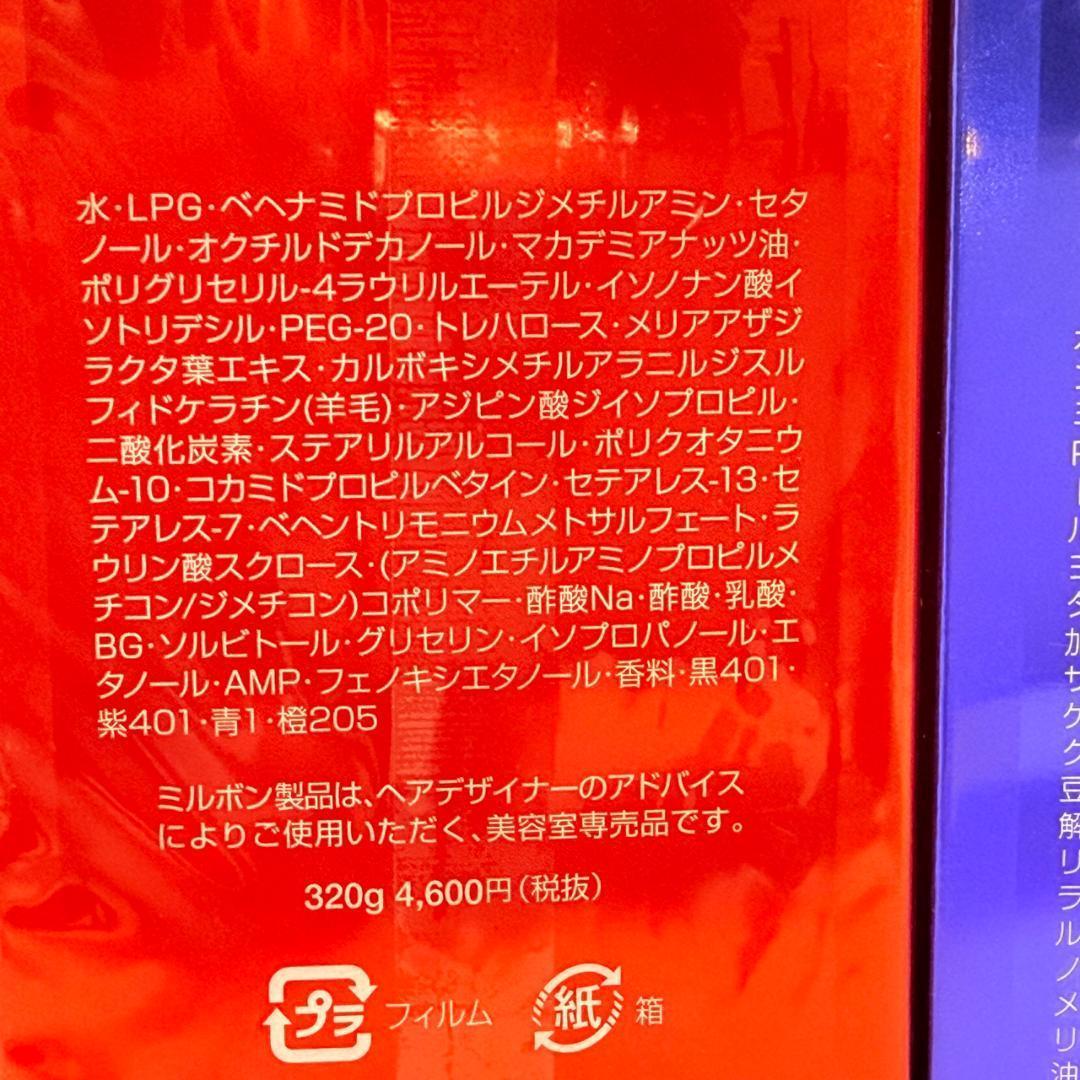 水・LPG・ベヘナミドプロピルジメチルアミン・セタ
ノール・オクチルドデカノール・マカデミアナッツ油・
ポリグリセリル-4ラウリルエーテル・イソノナン酸イ
ソトリデシル・PEG-20・トレハロース・メリアアザジ
ラクタ葉エキス・カルボキシメチルアラニルジスル
フィドケラチン(羊毛)・アジピン酸ジイソプロピル・
二酸化炭素・ステアリルアルコール・ポリクオタニウ
ム-10・コカミドプロピルベタイン・セテアレス-13・セ
テアレス-7・ベヘントリモニウムメトサルフェート・ラ
ウリン酸スクロース・(アミノエチルアミノプロピルメ
チコン/ジメチコン)コポリマー・酢酸Na・酢酸・乳酸・
BG・ソルビトール・グリセリン・イソプロパノール・エ
タノール・AMP・フェノキシエタノール・香料・黒401・
紫401・青1・橙205
ミルボン製品は、ヘアデザイナーのアドバイス
によりご使用いただく、美容室専売品です。
320g 4,600円（税抜）
プラ フィルム 紙 箱
ル
ヨ
タ
加
サ
ケ
ク
豆
解
リ
ラ
ル
ノ
メ
リ
油